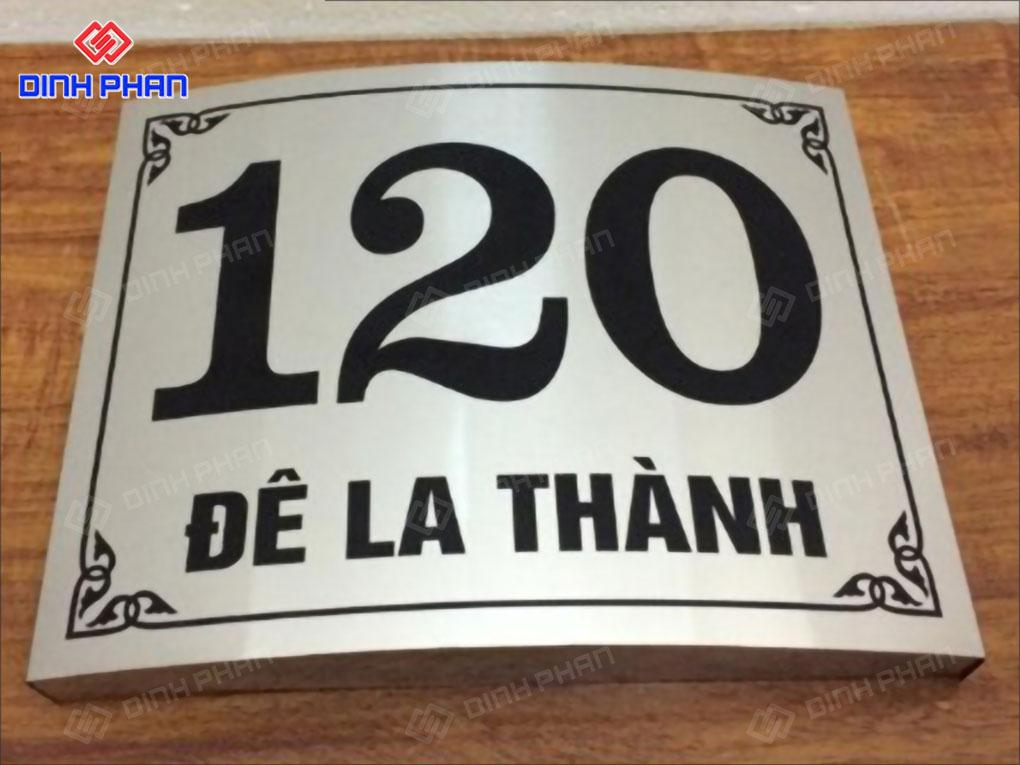 DINH PHAN
120
ĐÊ LA THÀNH